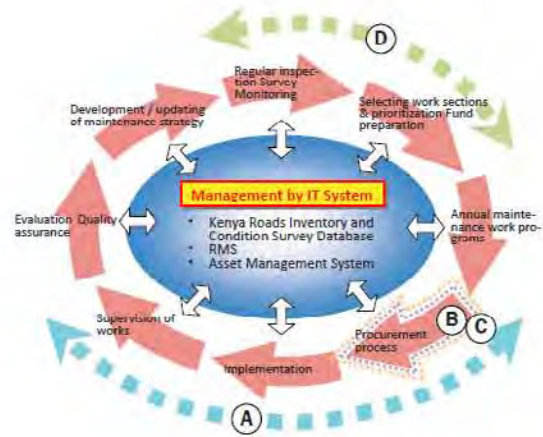 D
Regular inspec-
tion Survey
Monitoring
Development / updating
of maintenance strategy
Selecting work sections
& prioritization Fund
preparation
Management by IT System
• Kenya Roads Inventory and
Condition Survey Database
• RMS
• Asset Management System
Evaluation Quality
assurance
Annual mainte-
nance work pro-
grams
Supervision of
works
Procurement
process
B
C
Implementation
A